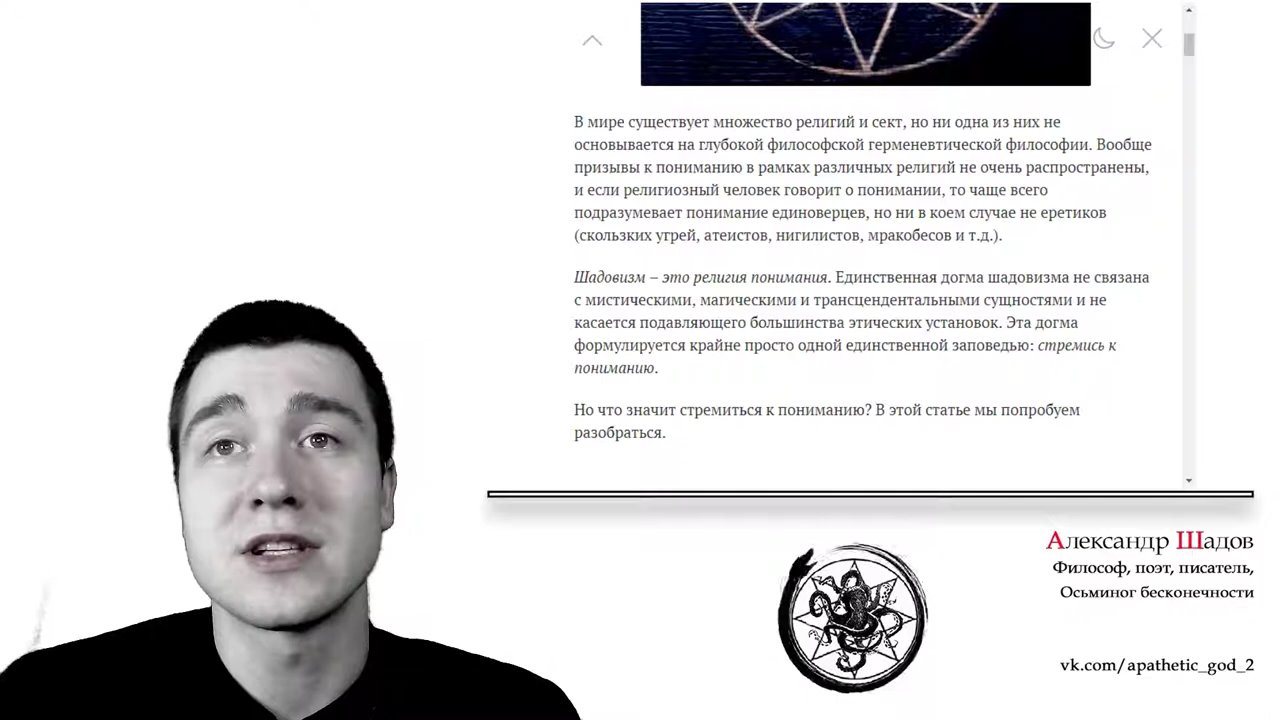 В мире существует множество религий и сект, но ни одна из них не
основывается на глубокой философской герменевтической философии. Вообще
призывы к пониманию в рамках различных религий не очень распространены,
и если религиозный человек говорит о понимании, то чаще всего
подразумевает понимание единоверцев, но ни в коем случае не еретиков
(скользких угрей, атеистов, нигилистов, мракобесов и т.д.).
Шадовизм – это религия понимания. Единственная догма шадовизма не связана
с мистическими, магическими и трансцендентальными сущностями и не
касается подавляющего большинства этических установок. Эта догма
формулируется крайне просто одной единственной заповедью: стремись к
пониманию.
Но что значит стремиться к пониманию? В этой статье мы попробуем
разобраться.
Александр Шадов
Философ, поэт, писатель,
Осьминог бесконечности
vk.com/apathetic_god_2